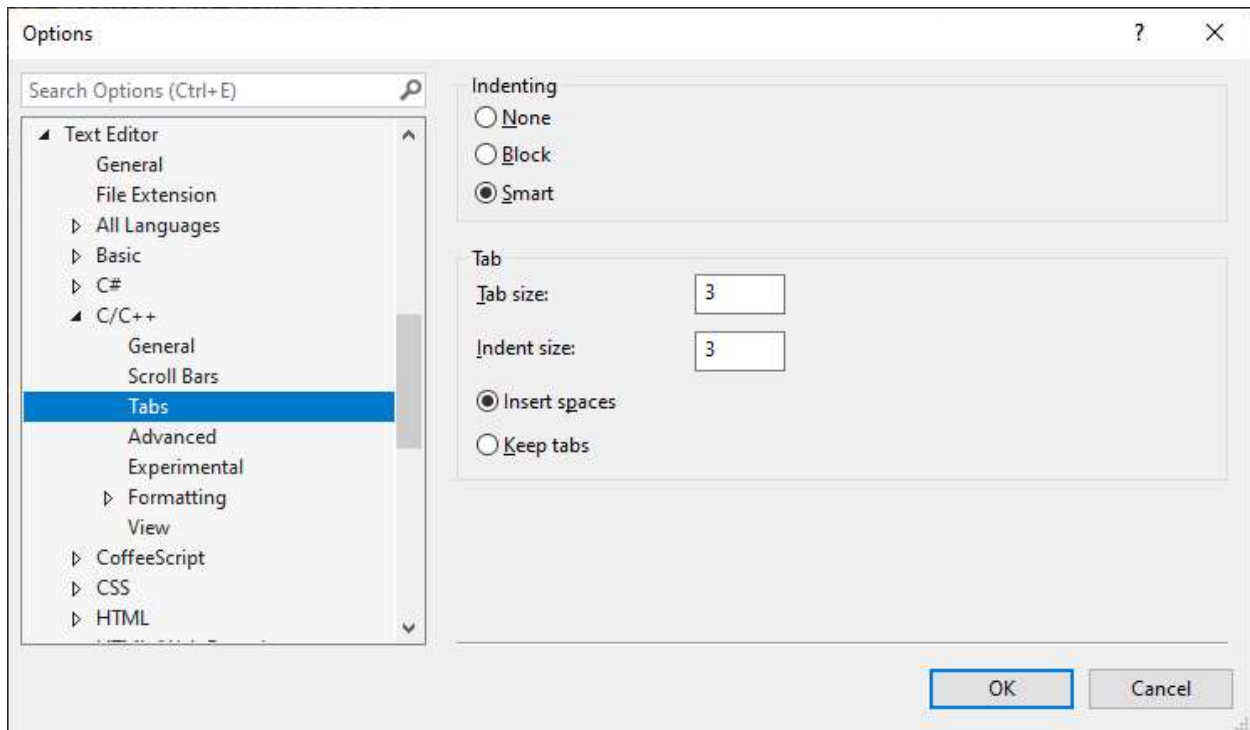 Options
?
Search Options (Ctrl+E)
Text Editor
General
File Extension
All Languages
Basic
C#
C/C++
General
Scroll Bars
Tabs
Advanced
Experimental
Formatting
View
CoffeeScript
CSS
HTML
Indenting
None
Block
Smart
Tab
Tab size: 3
Indent size: 3
Insert spaces
Keep tabs
OK Cancel